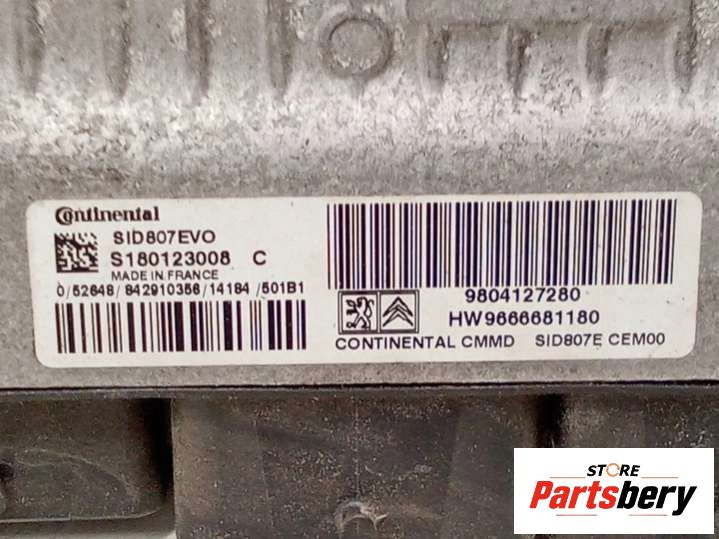 Continental
SID807EVO
S180123008 C
MADE IN FRANCE
0/52648/842910356/14184/501B1
9804127280
HW9666681180
CONTINENTAL CMMD SID807E CEM00
STORE
Partsbery